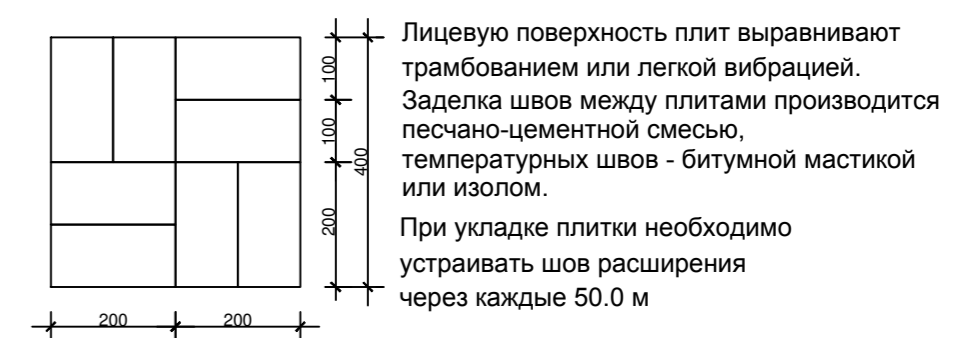 Лицевую поверхность плит выравнивают
трамбованием или легкой вибрацией.
Заделка швов между плитами производится
песчано-цементной смесью,
температурных швов - битумной мастикой
или изолом.
При укладке плитки необходимо
устраивать шов расширения
через каждые 50.0 м
100
100
200
400
200
200